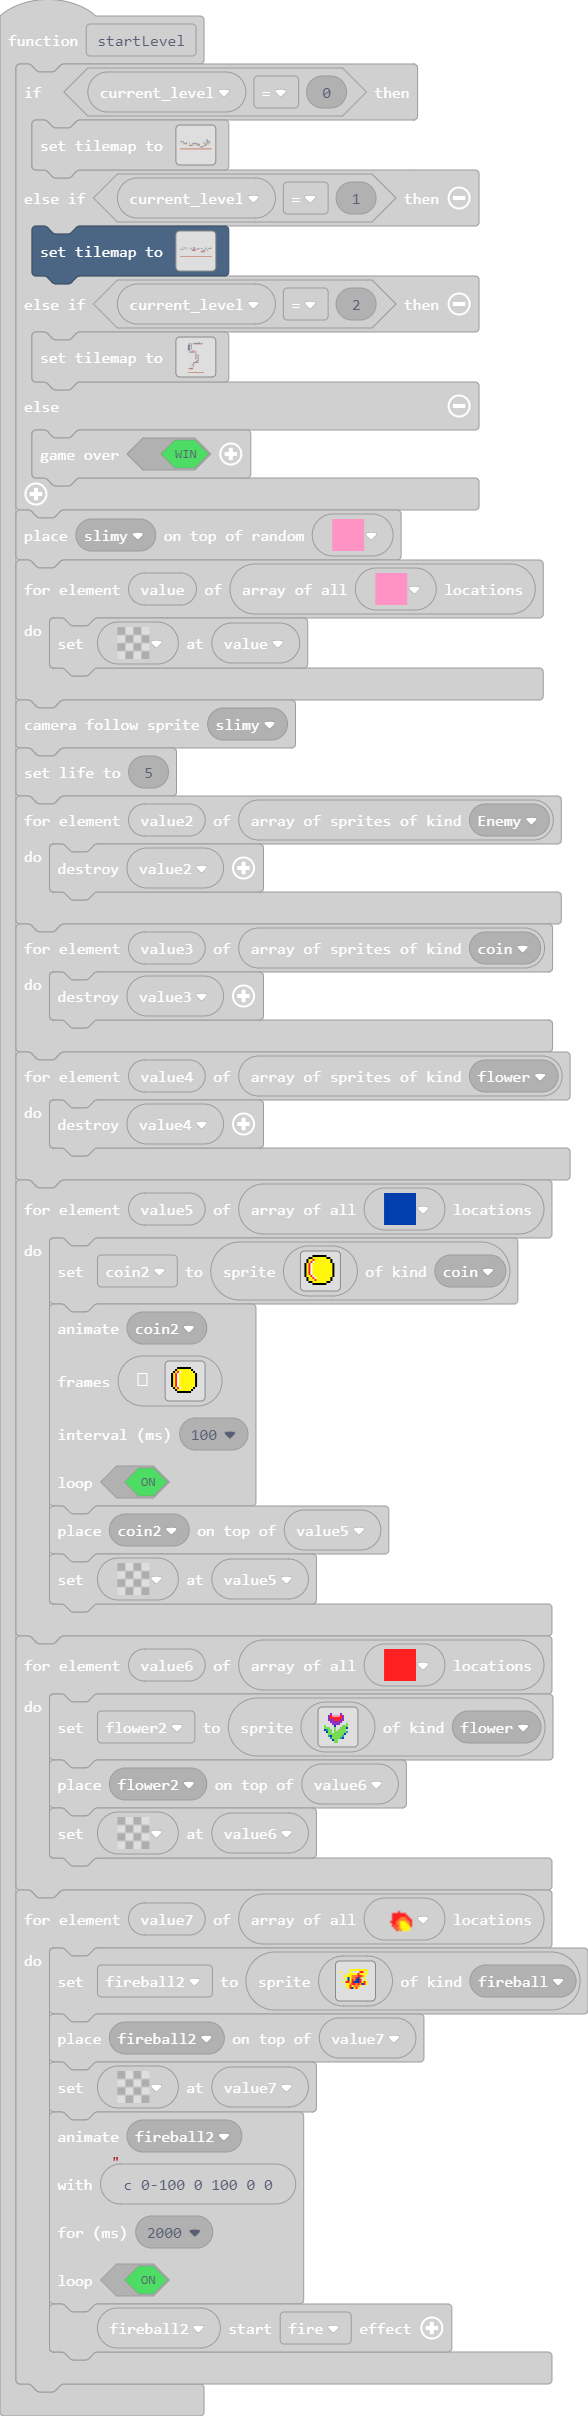 function startLevel
if current_level = 0 then
set tilemap to
else if current_level = 1 then
set tilemap to
else if current_level = 2 then
set tilemap to
else
game over WIN
place slimy on top of random
for element value of array of all locations
do set at value
camera follow sprite slimy
set life to 5
for element value2 of array of sprites of kind Enemy
do destroy value2
for element value3 of array of sprites of kind coin
do destroy value3
for element value4 of array of sprites of kind flower
do destroy value4
for element value5 of array of all locations
do set coin2 to sprite of kind coin
animate coin2
frames
interval (ms) 100
loop ON
place coin2 on top of value5
set at value5
for element value6 of array of all locations
do set flower2 to sprite of kind flower
place flower2 on top of value6
set at value6
for element value7 of array of all locations
do set fireball2 to sprite of kind fireball
place fireball2 on top of value7
set at value7
animate fireball2
with " c 0-100 0 100 0 0
for (ms) 2000
loop ON
fireball2 start fire effect